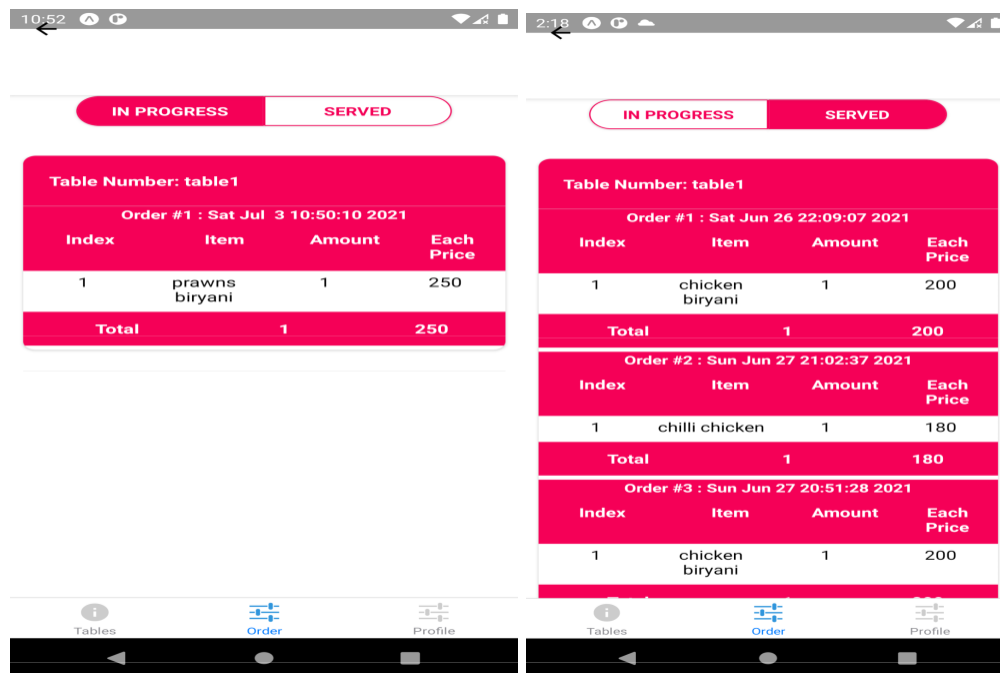 10:52
IN PROGRESS SERVED
Table Number: table1
Order #1 : Sat Jul 3 10:50:10 2021
Index Item Amount Each Price
1 prawns biryani 1 250
Total 1 250
Tables Order Profile
2:18
IN PROGRESS SERVED
Table Number: table1
Order #1 : Sat Jun 26 22:09:07 2021
Index Item Amount Each Price
1 chicken biryani 1 200
Total 1 200
Order #2 : Sun Jun 27 21:02:37 2021
Index Item Amount Each Price
1 chilli chicken 1 180
Total 1 180
Order #3 : Sun Jun 27 20:51:28 2021
Index Item Amount Each Price
1 chicken biryani 1 200
Tables Order Profile